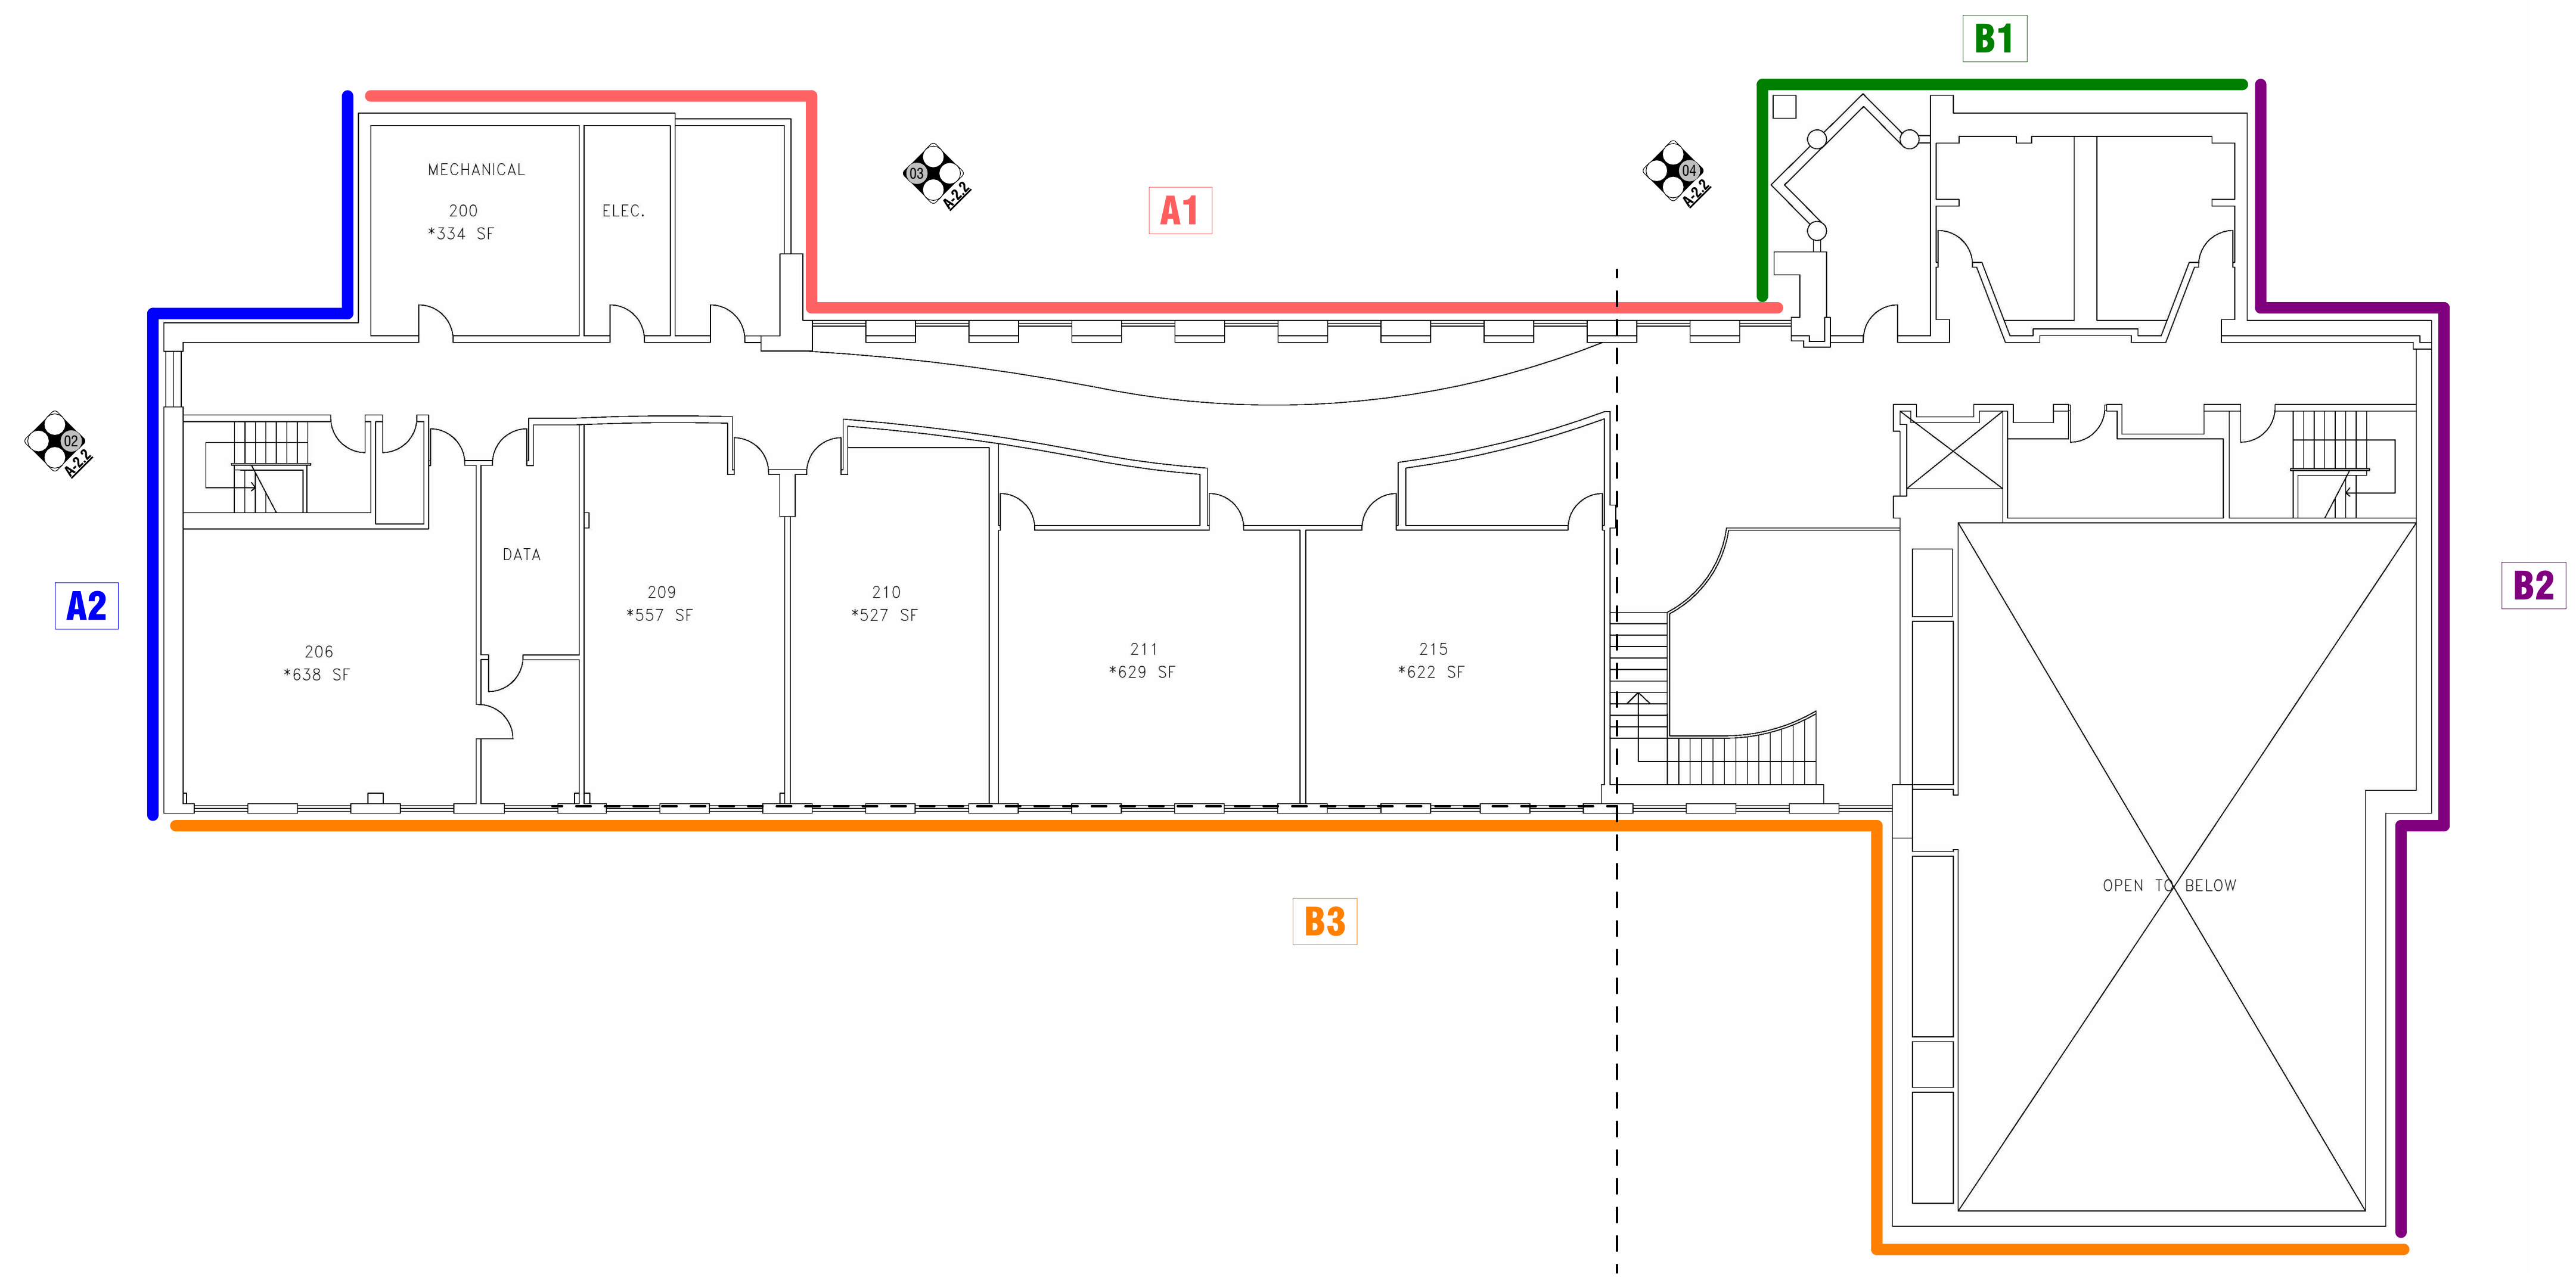 B1
MECHANICAL
200
*334 SF
ELEC.
03
A-2.2
A1
04
A-2.2
02
A-2.2
A2
DATA
206
*638 SF
209
*557 SF
210
*527 SF
211
*629 SF
215
*622 SF
B2
OPEN TO BELOW
B3